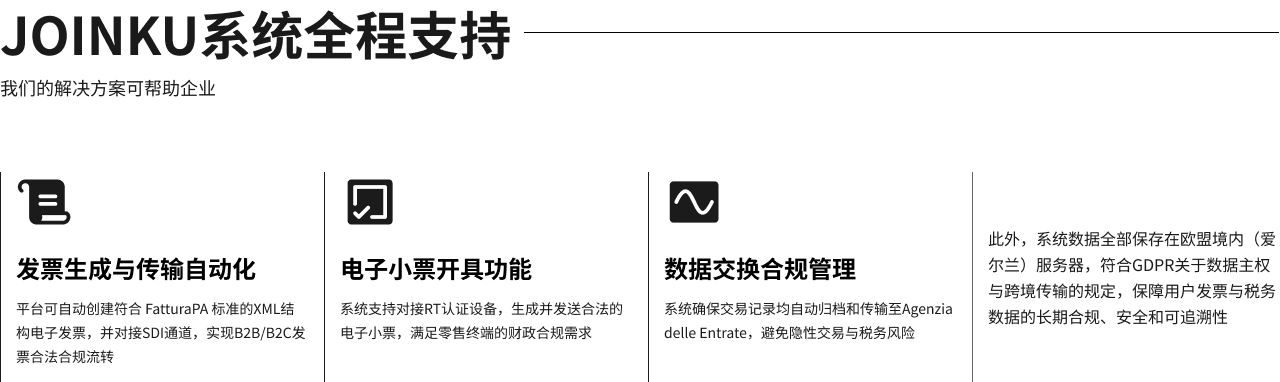 JOINKU系统全程支持
我们的解决方案可帮助企业
发票生成与传输自动化
平台可自动创建符合 FatturaPA 标准的XML结
构电子发票，并对接SDI通道，实现B2B/B2C发
票合法合规流转
电子小票开具功能
系统支持对接RT认证设备，生成并发送合法的
电子小票，满足零售终端的财政合规需求
数据交换合规管理
系统确保交易记录均自动归档和传输至Agenzia
delle Entrate，避免隐性交易与税务风险
此外，系统数据全部保存在欧盟境内（爱
尔兰）服务器，符合GDPR关于数据主权
与跨境传输的规定，保障用户发票与税务
数据的长期合规、安全和可追溯性